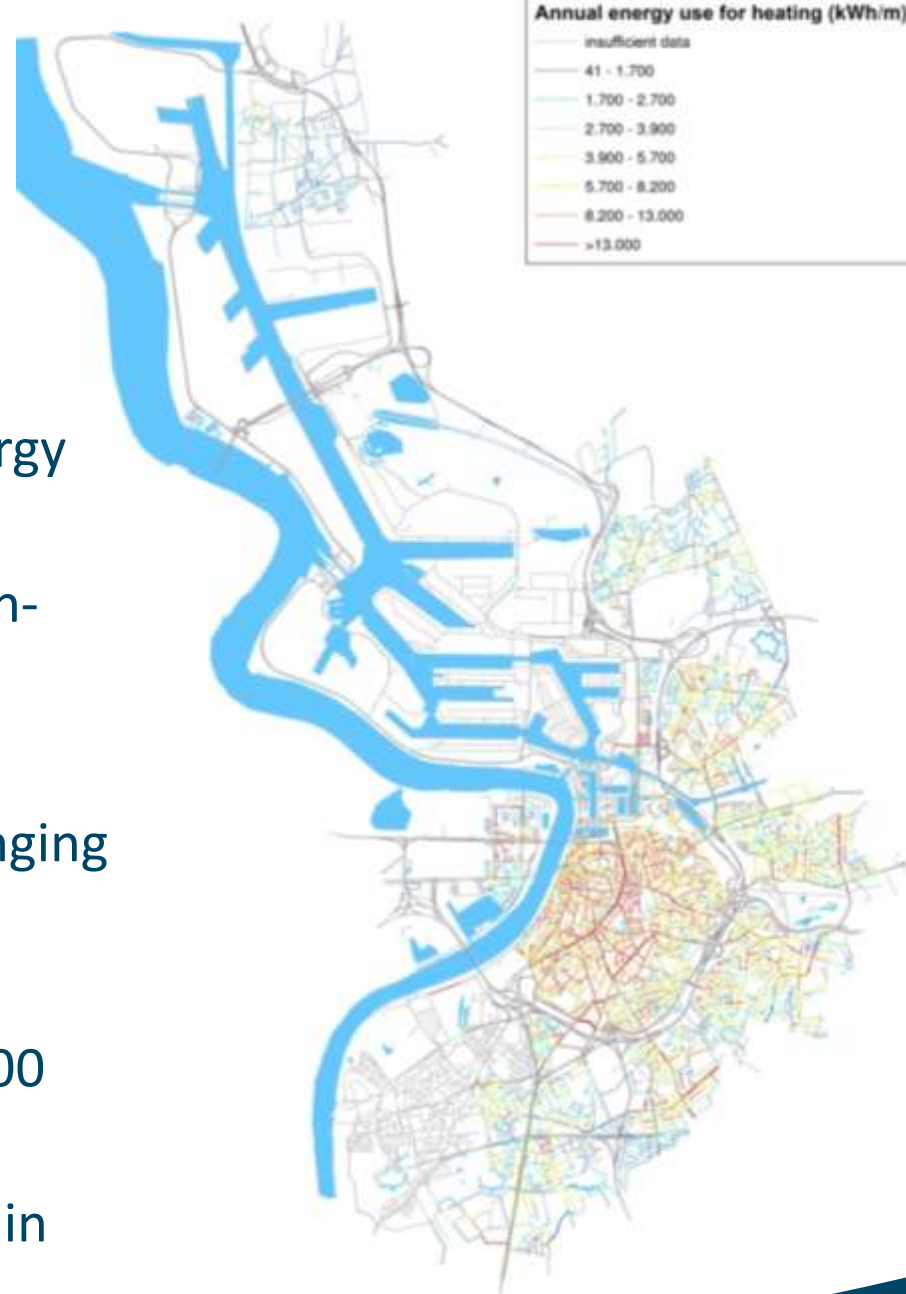 Annual energy use for heating (kWh/m)
insufficient data
41 - 1.700
1.700 - 2.700
2.700 - 3.900
3.900 - 5.700
5.700 - 8.200
8.200 - 13.000
>13.000
rgy
n-
nging
00
in